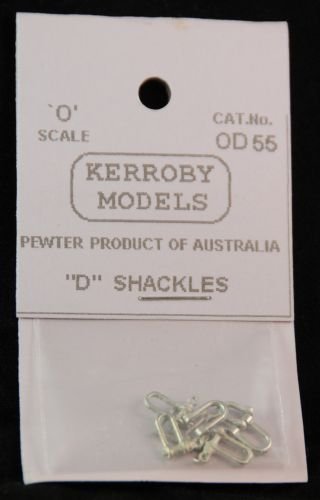 `O' CAT.No.
SCALE OD 55
KERROBY
MODELS
PEWTER PRODUCT OF AUSTRALIA
"D" SHACKLES